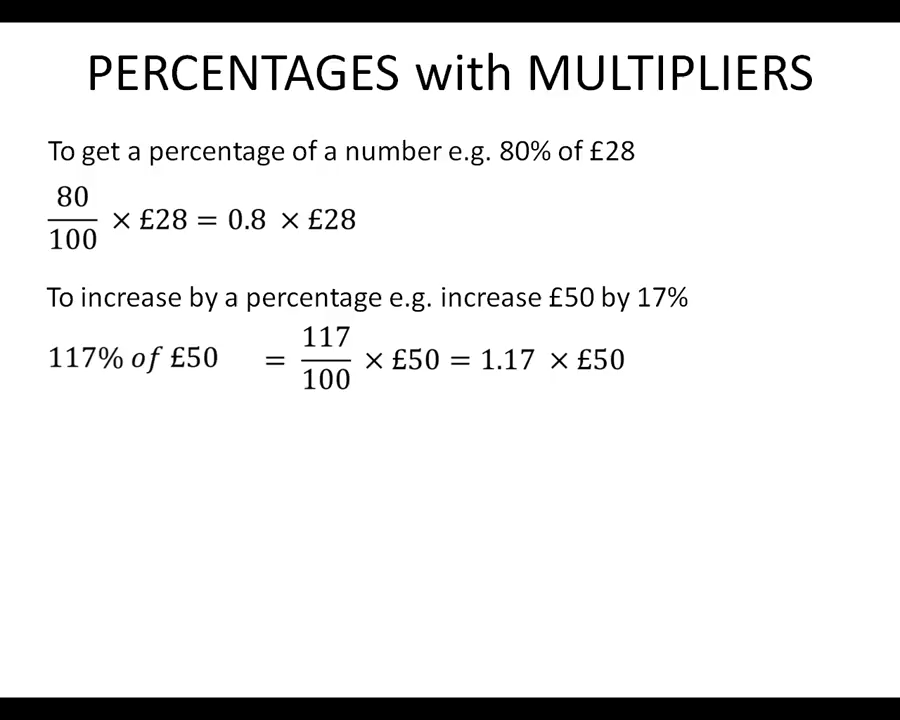 PERCENTAGES with MULTIPLIERS
To get a percentage of a number e.g. 80% of £28
80/100 × £28 = 0.8 × £28
To increase by a percentage e.g. increase £50 by 17%
117% of £50 = 117/100 × £50 = 1.17 × £50